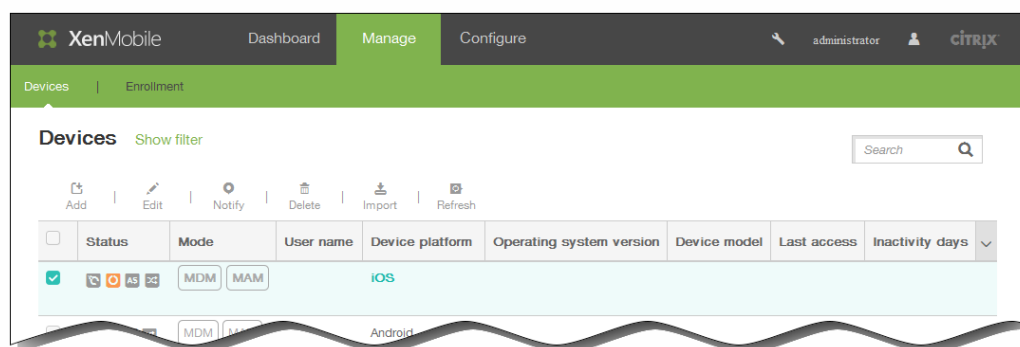 XenMobile Dashboard Manage Configure administrator CİTRIX
Devices | Enrollment
Devices Show filter
Search
Add | Edit | Notify | Delete | Import | Refresh
Status Mode User name Device platform Operating system version Device model Last access Inactivity days
AS MDM MAM iOS
MDM Android